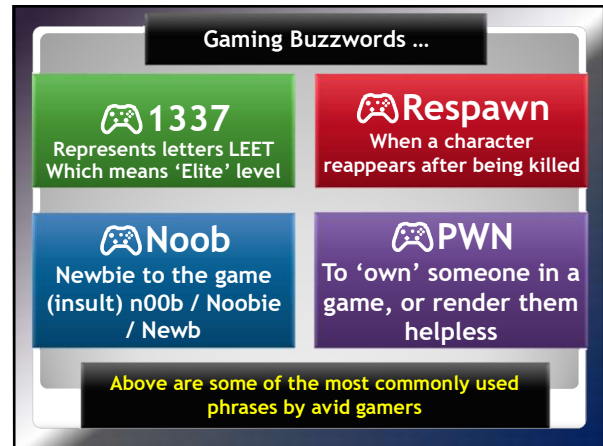 Gaming Buzzwords …
1337
Represents letters LEET
Which means ‘Elite’ level
Respawn
When a character
reappears after being killed
Noob
Newbie to the game
(insult) n00b / Noobie
/ Newb
PWN
To ‘own’ someone in a
game, or render them
helpless
Above are some of the most commonly used
phrases by avid gamers